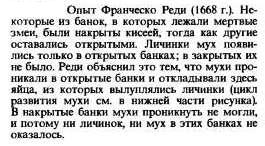 Опыт Франческо Реди (1668 г.). Не-
которые из банок, в которых лежали мертвые
змеи, были накрыты кисеей, тогда как другие
оставались открытыми. Личинки мух появи-
лись только в открытых банках; в закрытых их
не было. Реди объяснил это тем, что мухи про-
никали в открытые банки и откладывали здесь
яйца, из которых вылуплялись личинки (цикл
развития мухи см. в нижней части рисунка).
В накрытые банки мухи проникнуть не могли,
и потому ни личинок, ни мух в этих банках не
оказалось.